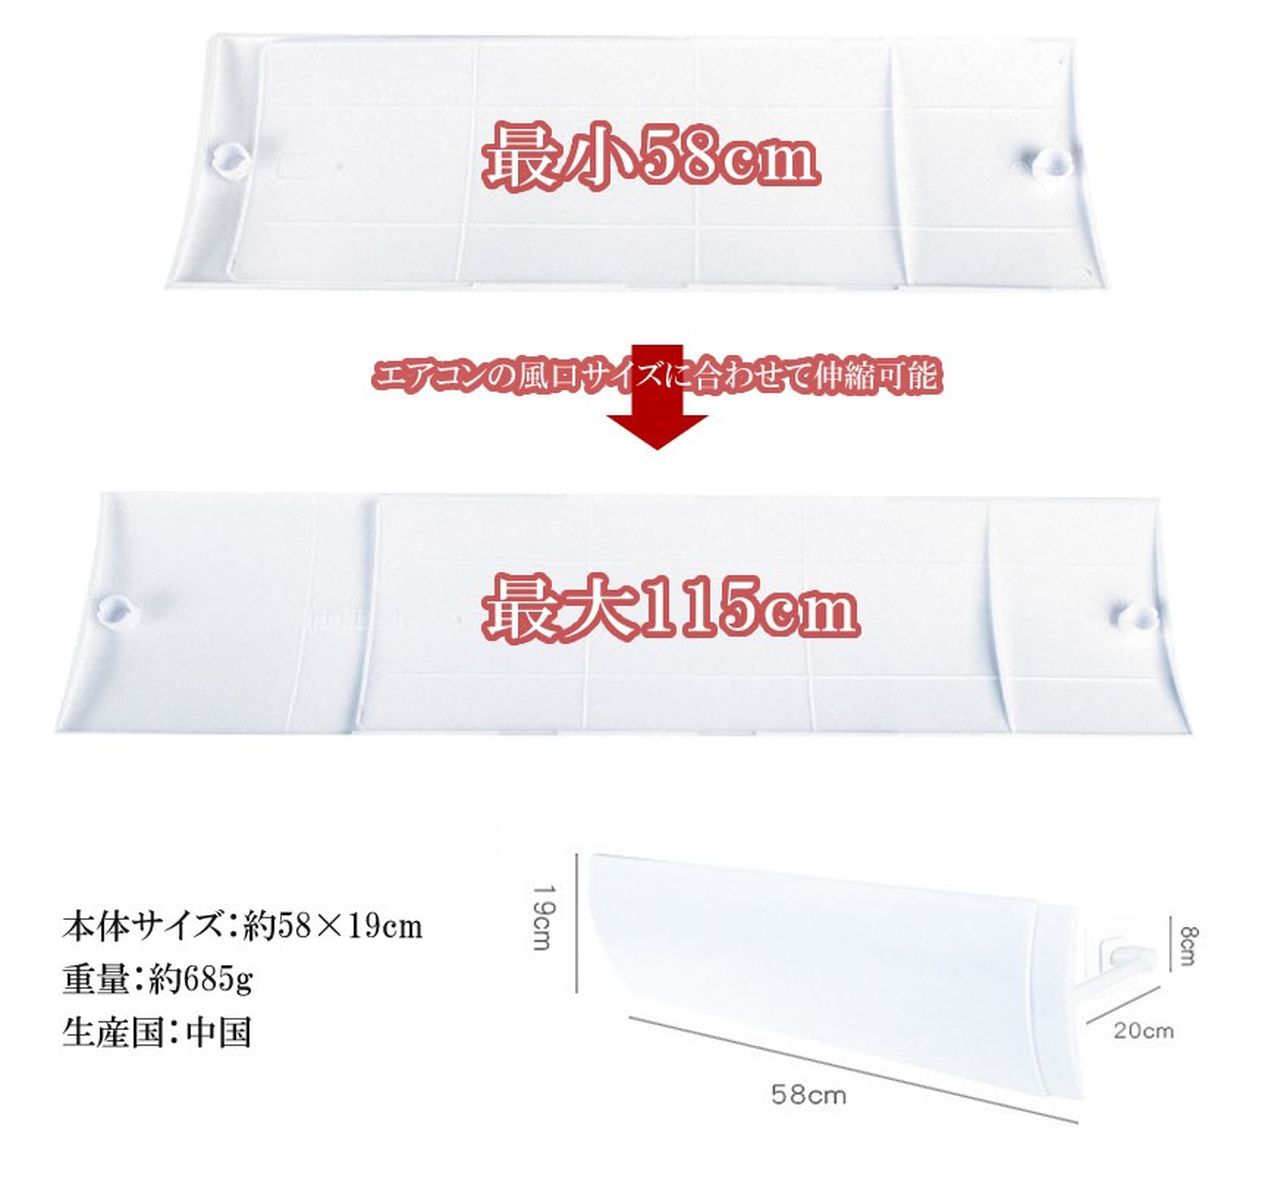 最小58cm
エアコンの風口サイズに合わせて伸縮可能
最大115cm
本体サイズ：約58×19cm
重量：約685g
生産国：中国
19cm
8cm
20cm
58cm